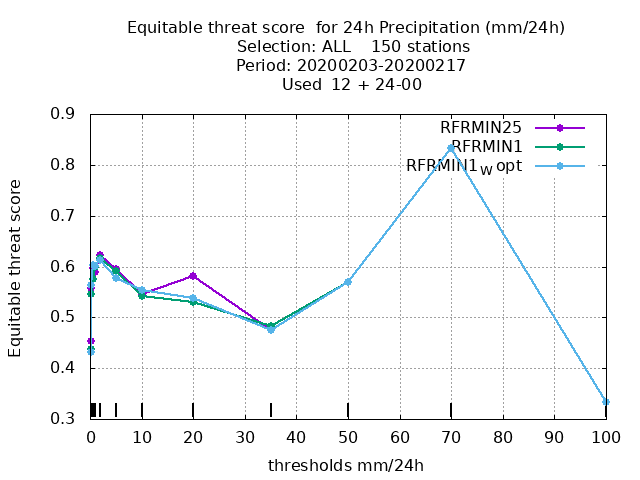 Equitable threat score  for 24h Precipitation (mm/24h)
Selection: ALL    150 stations
Period: 20200203-20200217
Used  12 + 24-00
0.9
0.8
0.7
0.6
0.5
0.4
0.3
Equitable threat score
RFRMIN25
RFRMIN1
RFRMIN1W opt
0 10 20 30 40 50 60 70 80 90 100
thresholds mm/24h